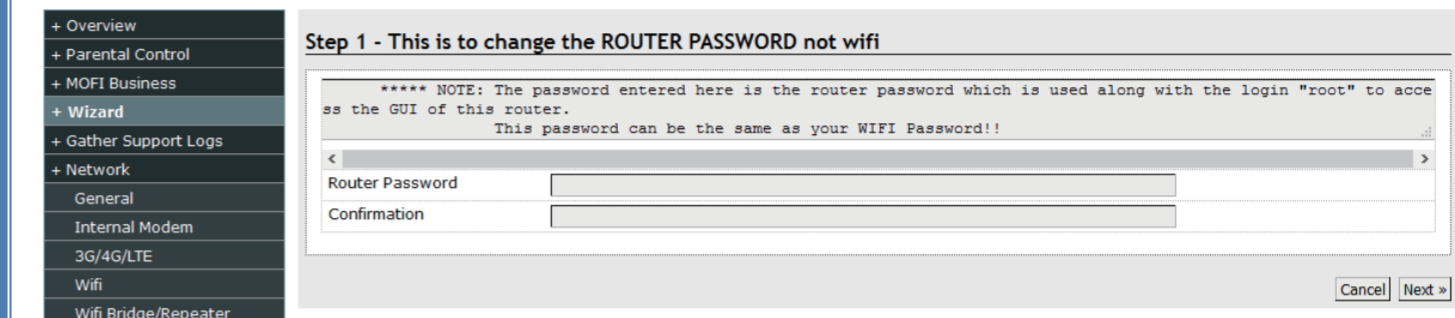 + Overview
+ Parental Control
+ MOFI Business
+ Wizard
+ Gather Support Logs
+ Network
General
Internal Modem
3G/4G/LTE
Wifi
Wifi Bridge/Repeater
Step 1 - This is to change the ROUTER PASSWORD not wifi
***** NOTE: The password entered here is the router password which is used along with the login "root" to acce
ss the GUI of this router.
This password can be the same as your WIFI Password!!
Router Password
Confirmation
Cancel Next »